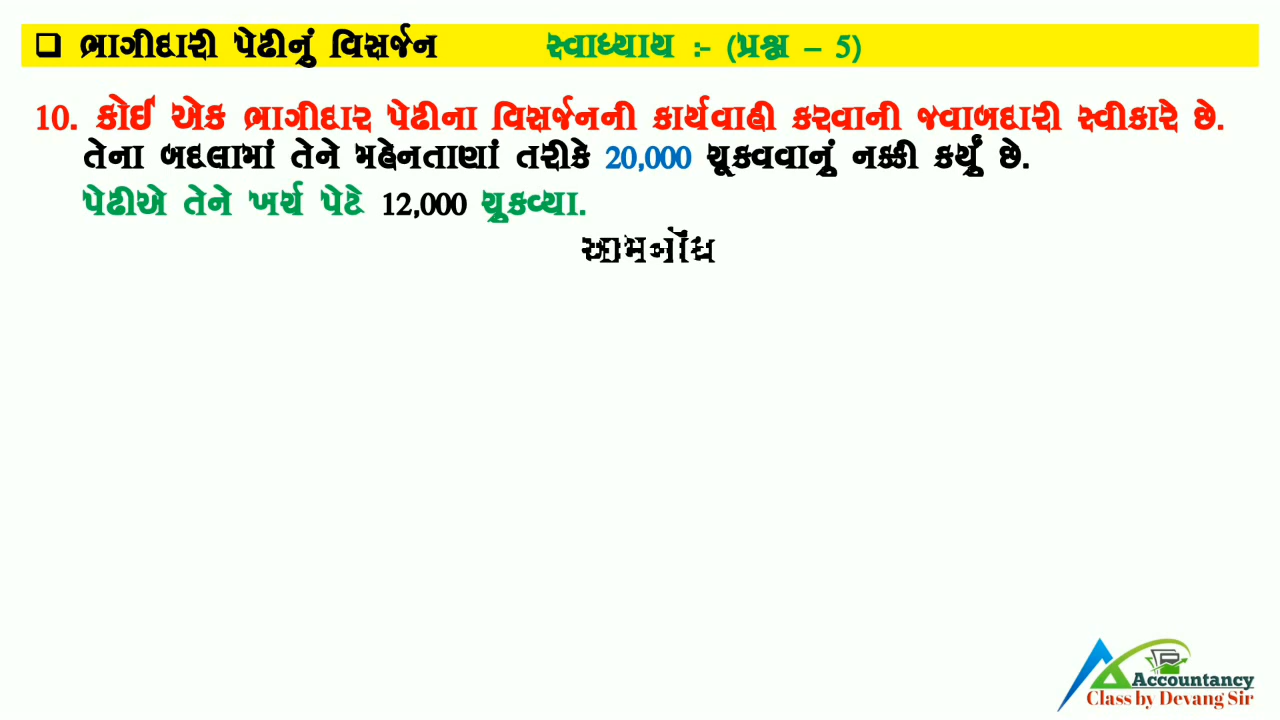 ❑ ભાગીદારી પેઢીનું વિસર્જન સ્વાધ્યાય :- (પ્રશ્ન – 5)
10. કોઈ એક ભાગીદાર પેઢીના વિસર્જનની કાર્યવાહી કરવાની જવાબદારી સ્વીકારે છે.
તેના બદલામાં તેને મહેનતાણાં તરીકે 20,000 ચૂકવવાનું નક્કી કર્યું છે.
પેઢીએ તેને ખર્ચ પેટે 12,000 ચુકવ્યા.
આમનોંધ
Accountancy
Class by Devang Sir